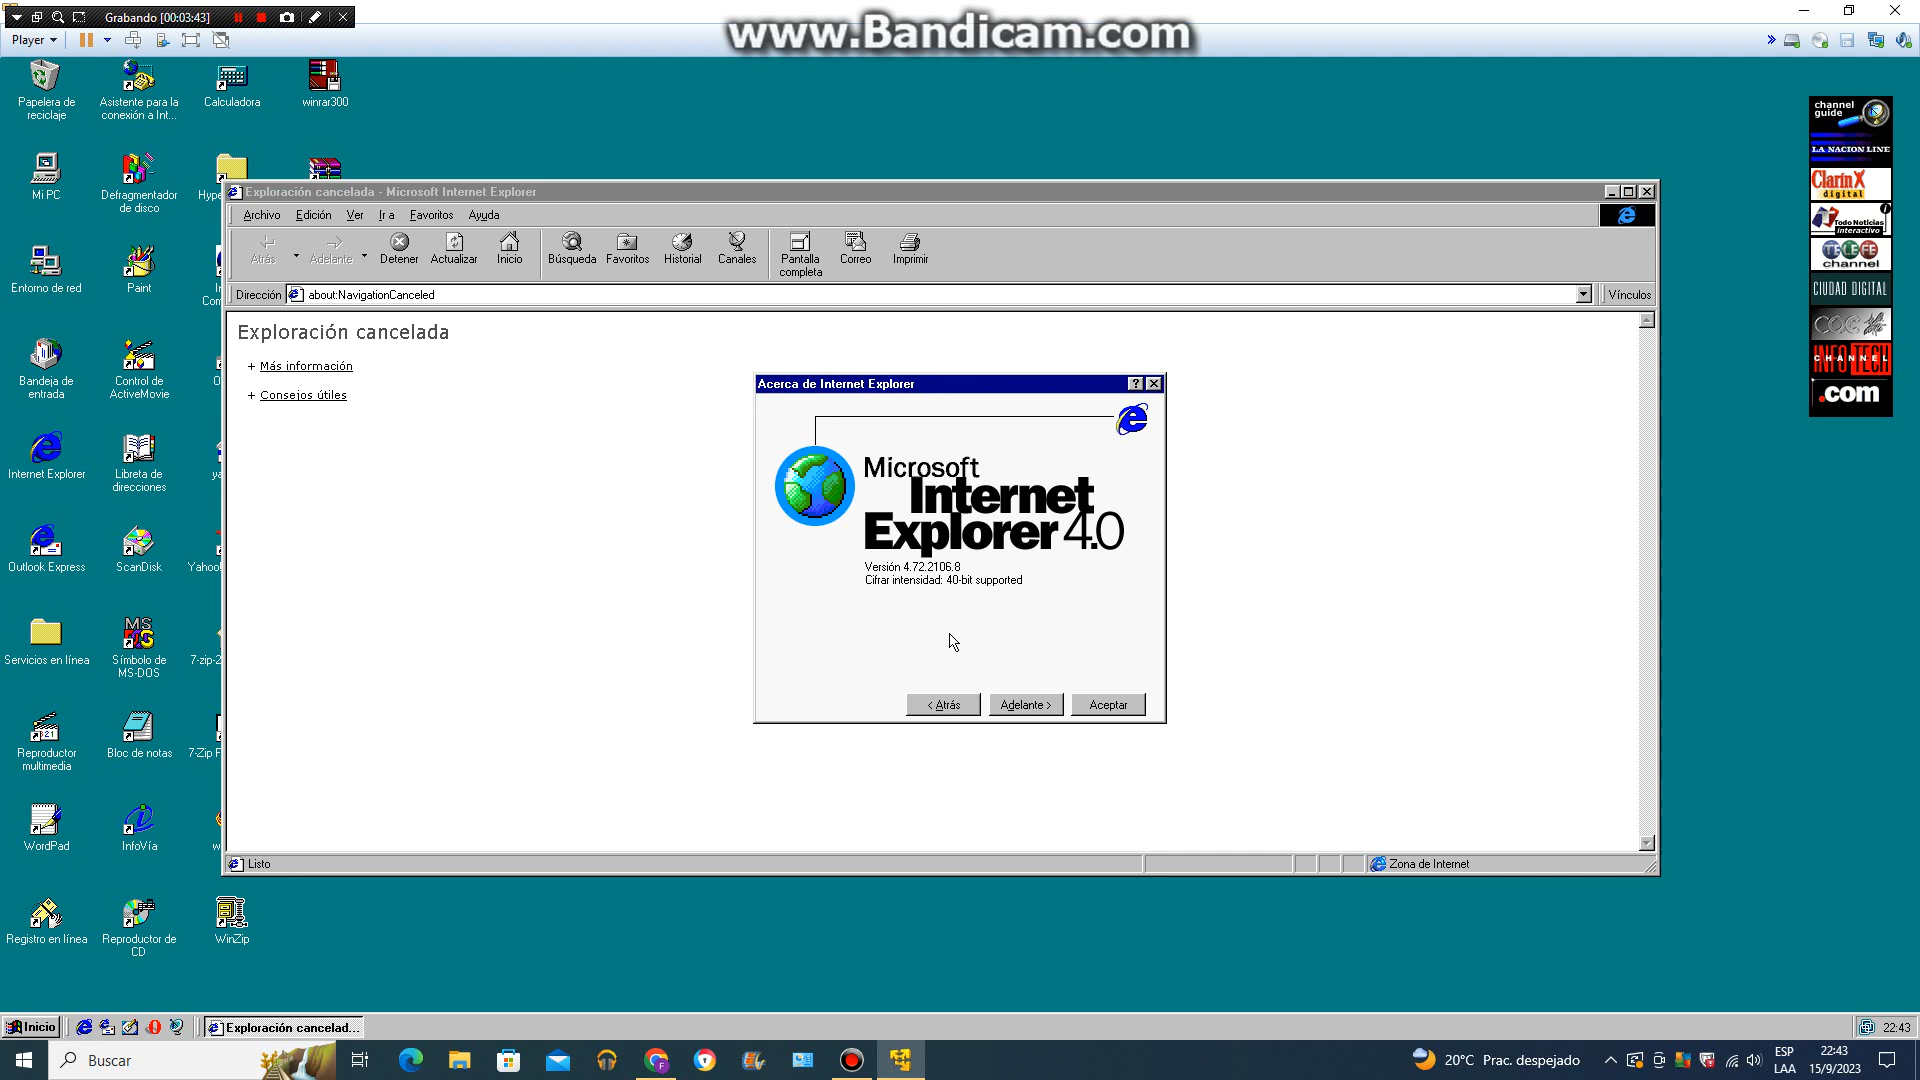 Grabando [00:03:43]
www.Bandicam.com
Player
Papelera de
reciclaje
Asistente para la
conexión a Int...
Calculadora
winrar300
Mi PC
Defragmentador
de disco
Entorno de red
Paint
Bandeja de
entrada
Control de
ActiveMovie
Internet Explorer
Libreta de
direcciones
Outlook Express
ScanDisk
Servicios en línea
MS
Símbolo de
MS-DOS
Reproductor
multimedia
Bloc de notas
WordPad
InfoVía
Registro en línea
Reproductor de
CD
WinZip
Exploración cancelada - Microsoft Internet Explorer
Archivo Edición Ver Ir a Favoritos Ayuda
Atrás Adelante Detener Actualizar Inicio Búsqueda Favoritos Historial Canales Pantalla completa Correo Imprimir
Dirección about:NavigationCanceled Vínculos
Exploración cancelada
+ Más información
+ Consejos útiles
Acerca de Internet Explorer
Microsoft
Internet
Explorer 4.0
Versión 4.72.2106.8
Cifrar intensidad: 40-bit supported
< Atrás Adelante > Aceptar
Listo
Zona de Internet
channel
guide
LA NACION LINE
Clarín X
digital
Todo Noticias
interactivo
TELEFE
channel
CIUDAD DIGITAL
CHANNEL
INFOTECH
.com
Inicio
Exploración cancelad...
22:43
Buscar
20°C Prac. despejado
ESP
LAA
22:43
15/9/2023